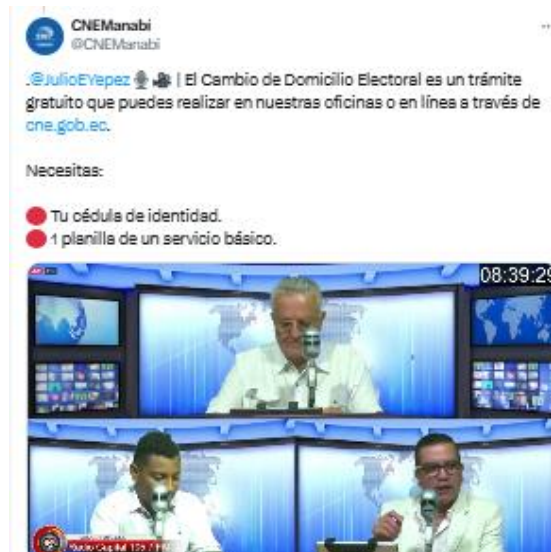 CNEManabi
@CNEManabi
.@JulioEYepez | El Cambio de Domicilio Electoral es un trámite
gratuito que puedes realizar en nuestras oficinas o en línea a través de
cne.gob.ec.
Necesitas:
Tu cédula de identidad.
1 planilla de un servicio básico.
08:39:29
Radio Capital